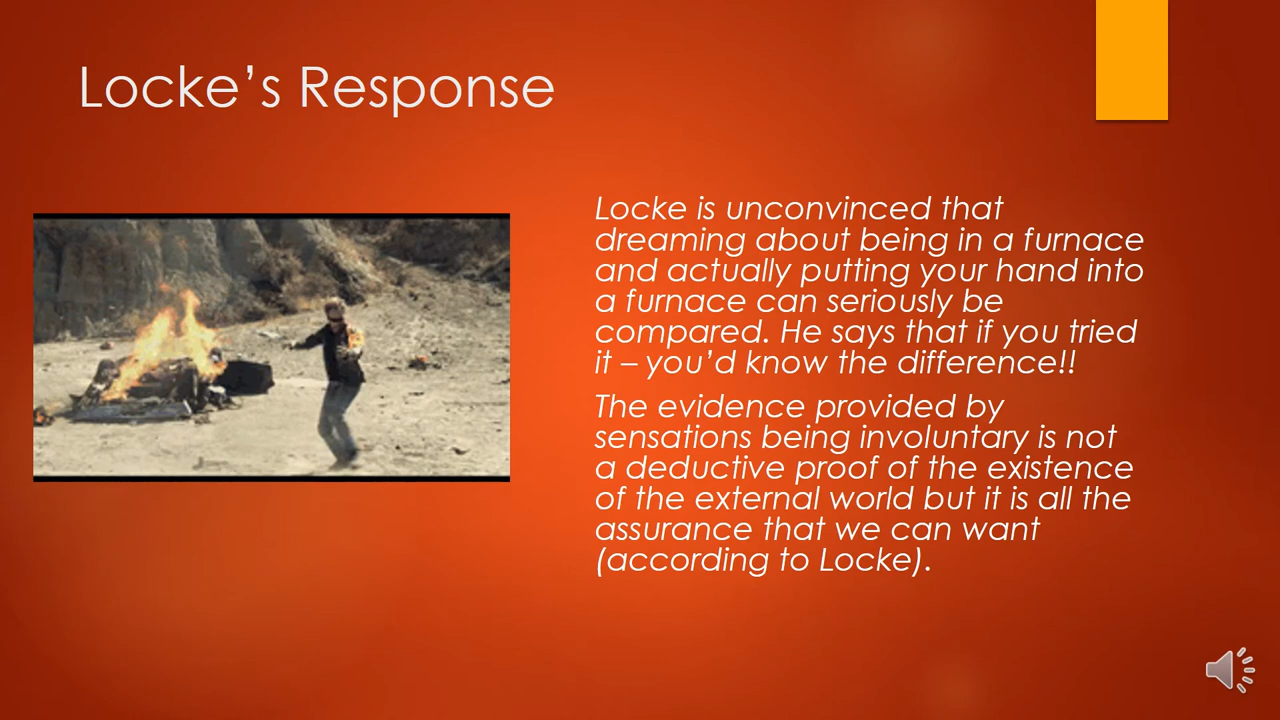 Locke’s Response
Locke is unconvinced that
dreaming about being in a furnace
and actually putting your hand into
a furnace can seriously be
compared. He says that if you tried
it – you’d know the difference!!
The evidence provided by
sensations being involuntary is not
a deductive proof of the existence
of the external world but it is all the
assurance that we can want
(according to Locke).